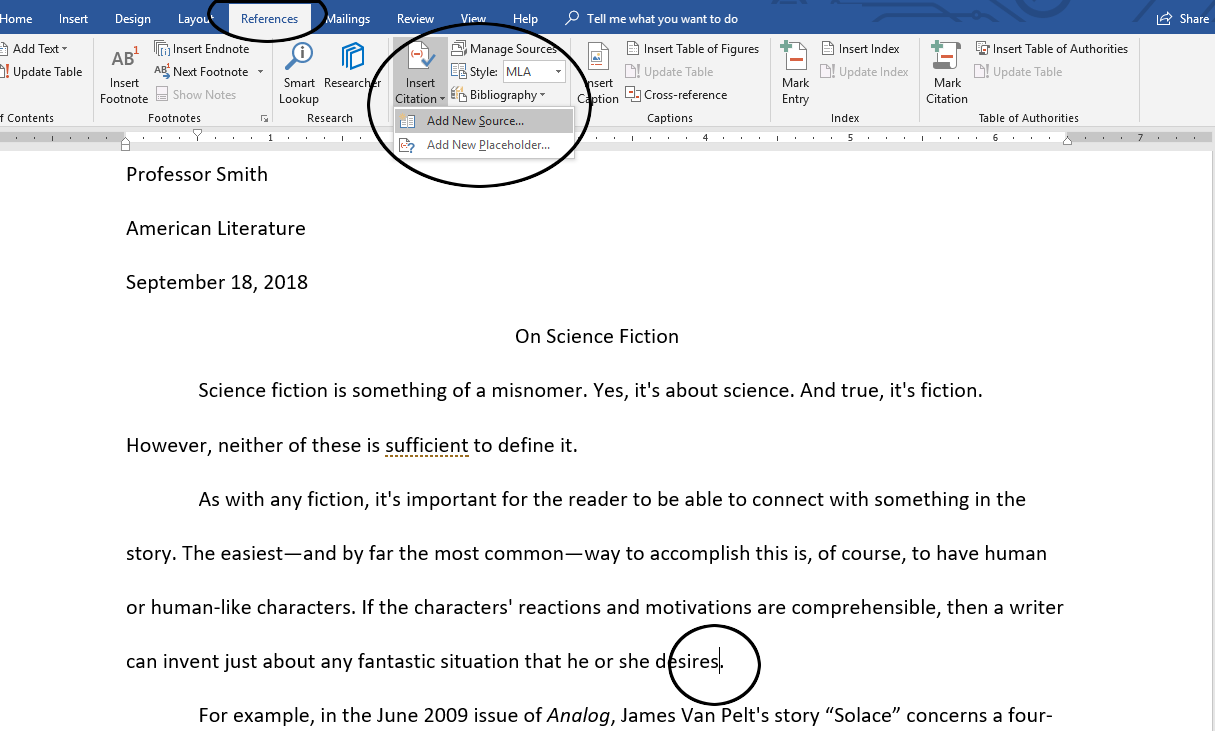 Home Insert Design Layout References Mailings Review View Help Tell me what you want to do Share
Add Text AB1 Insert Endnote Manage Sources Insert Table of Figures Insert Index Insert Table of Authorities
Update Table Insert Footnote AB1 Next Footnote Smart Lookup Researcher Insert Citation Style: MLA Insert Caption Update Table Mark Entry Update Index Mark Citation Update Table
Show Notes Bibliography Cross-reference
f Contents Footnotes Research Captions Index Table of Authorities
Add New Source...
Add New Placeholder...
1 4 5 6 7
Professor Smith
American Literature
September 18, 2018
On Science Fiction
Science fiction is something of a misnomer. Yes, it's about science. And true, it's fiction.
However, neither of these is sufficient to define it.
As with any fiction, it's important for the reader to be able to connect with something in the
story. The easiest—and by far the most common—way to accomplish this is, of course, to have human
or human-like characters. If the characters' reactions and motivations are comprehensible, then a writer
can invent just about any fantastic situation that he or she desires.
For example, in the June 2009 issue of Analog, James Van Pelt's story “Solace” concerns a four-